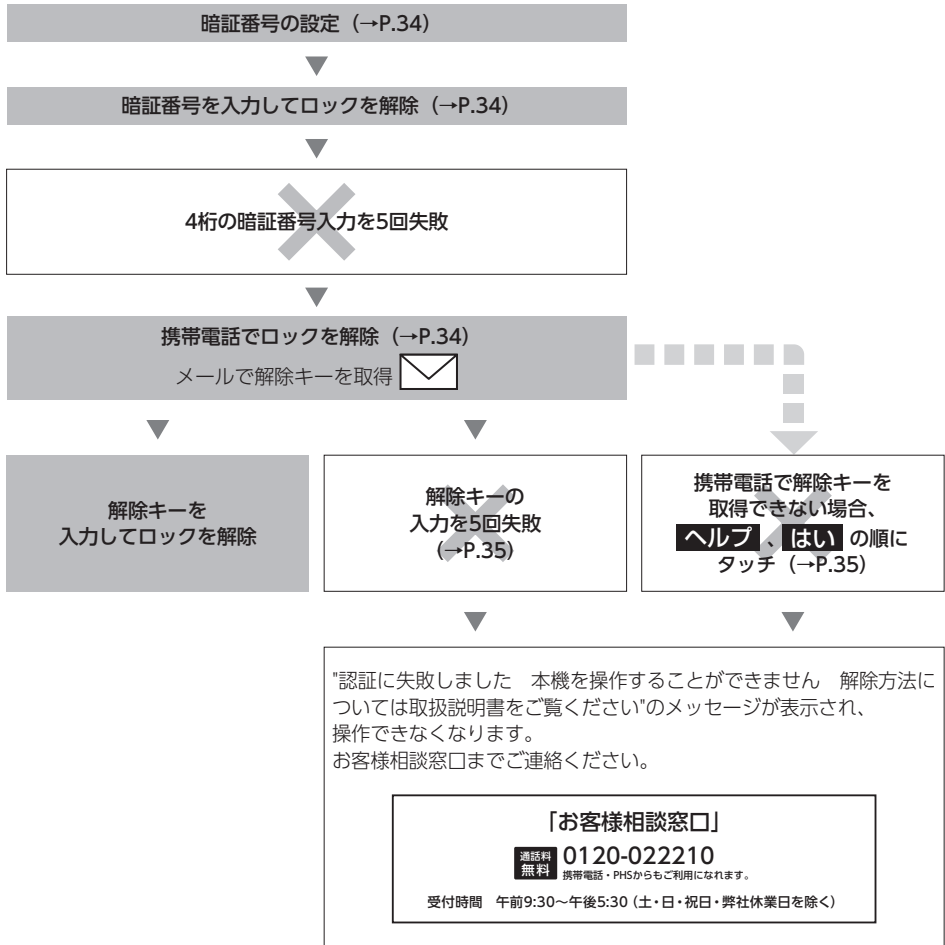 暗証番号の設定（→P.34）
暗証番号を入力してロックを解除（→P.34）
4桁の暗証番号入力を5回失敗
携帯電話でロックを解除（→P.34）
メールで解除キーを取得
解除キーを
入力してロックを解除
解除キーの
入力を5回失敗
（→P.35）
携帯電話で解除キーを
取得できない場合、
ヘルプ 、はい の順に
タッチ（→P.35）
"認証に失敗しました　本機を操作することができません　解除方法に
ついては取扱説明書をご覧ください"のメッセージが表示され、
操作できなくなります。
お客様相談窓口までご連絡ください。
「お客様相談窓口」
通話料
無料 0120-022210
携帯電話・PHSからもご利用になれます。
受付時間　午前9:30～午後5:30（土・日・祝日・弊社休業日を除く）